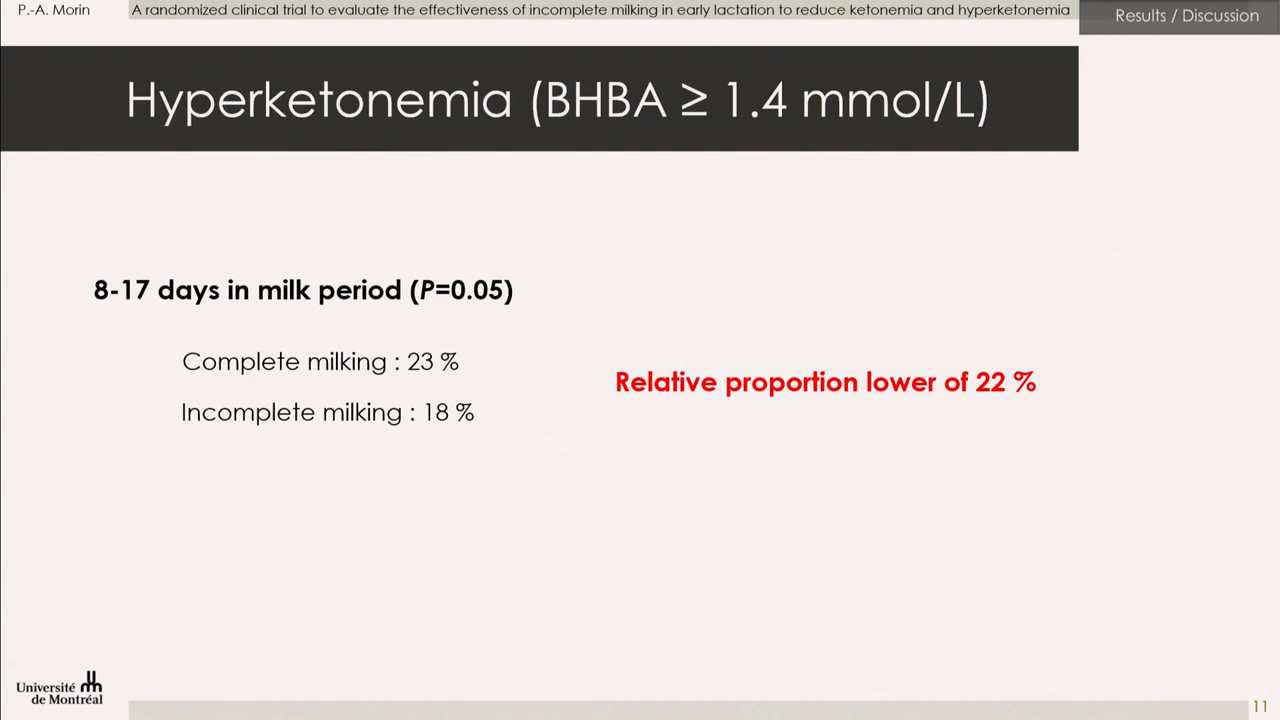 P.-A. Morin
A randomized clinical trial to evaluate the effectiveness of incomplete milking in early lactation to reduce ketonemia and hyperketonemia
Results / Discussion
Hyperketonemia (BHBA ≥ 1.4 mmol/L)
8-17 days in milk period (P=0.05)
Complete milking : 23 %
Incomplete milking : 18 %
Relative proportion lower of 22 %
Université
de Montréal
11